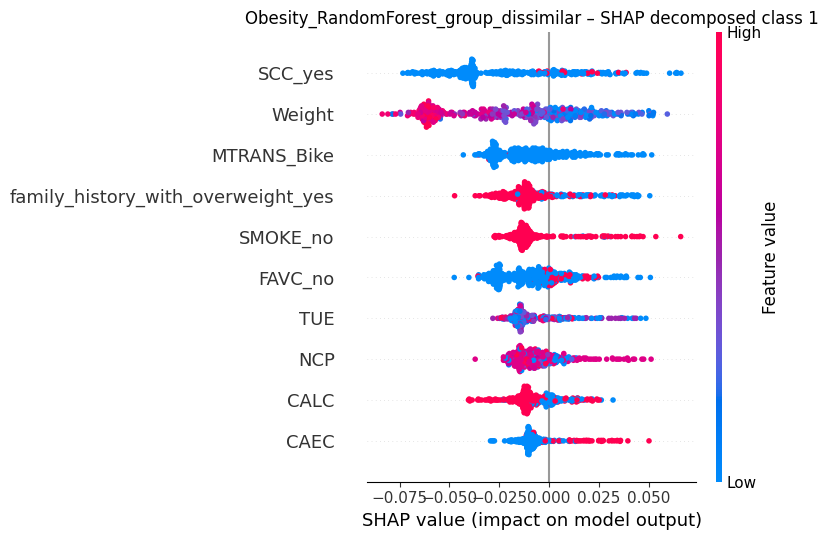 Obesity_RandomForest_group_dissimilar – SHAP decomposed class 1
High
SCC_yes
Weight
MTRANS_Bike
family_history_with_overweight_yes
SMOKE_no
FAVC_no
TUE
NCP
CALC
CAEC
Feature value
Low
−0.075 −0.050 −0.025 0.000 0.025 0.050
SHAP value (impact on model output)